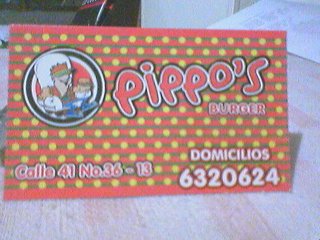 PIPPO'S
BURGER
DOMICILIOS
Calle 41 No.36 - 13
6320624